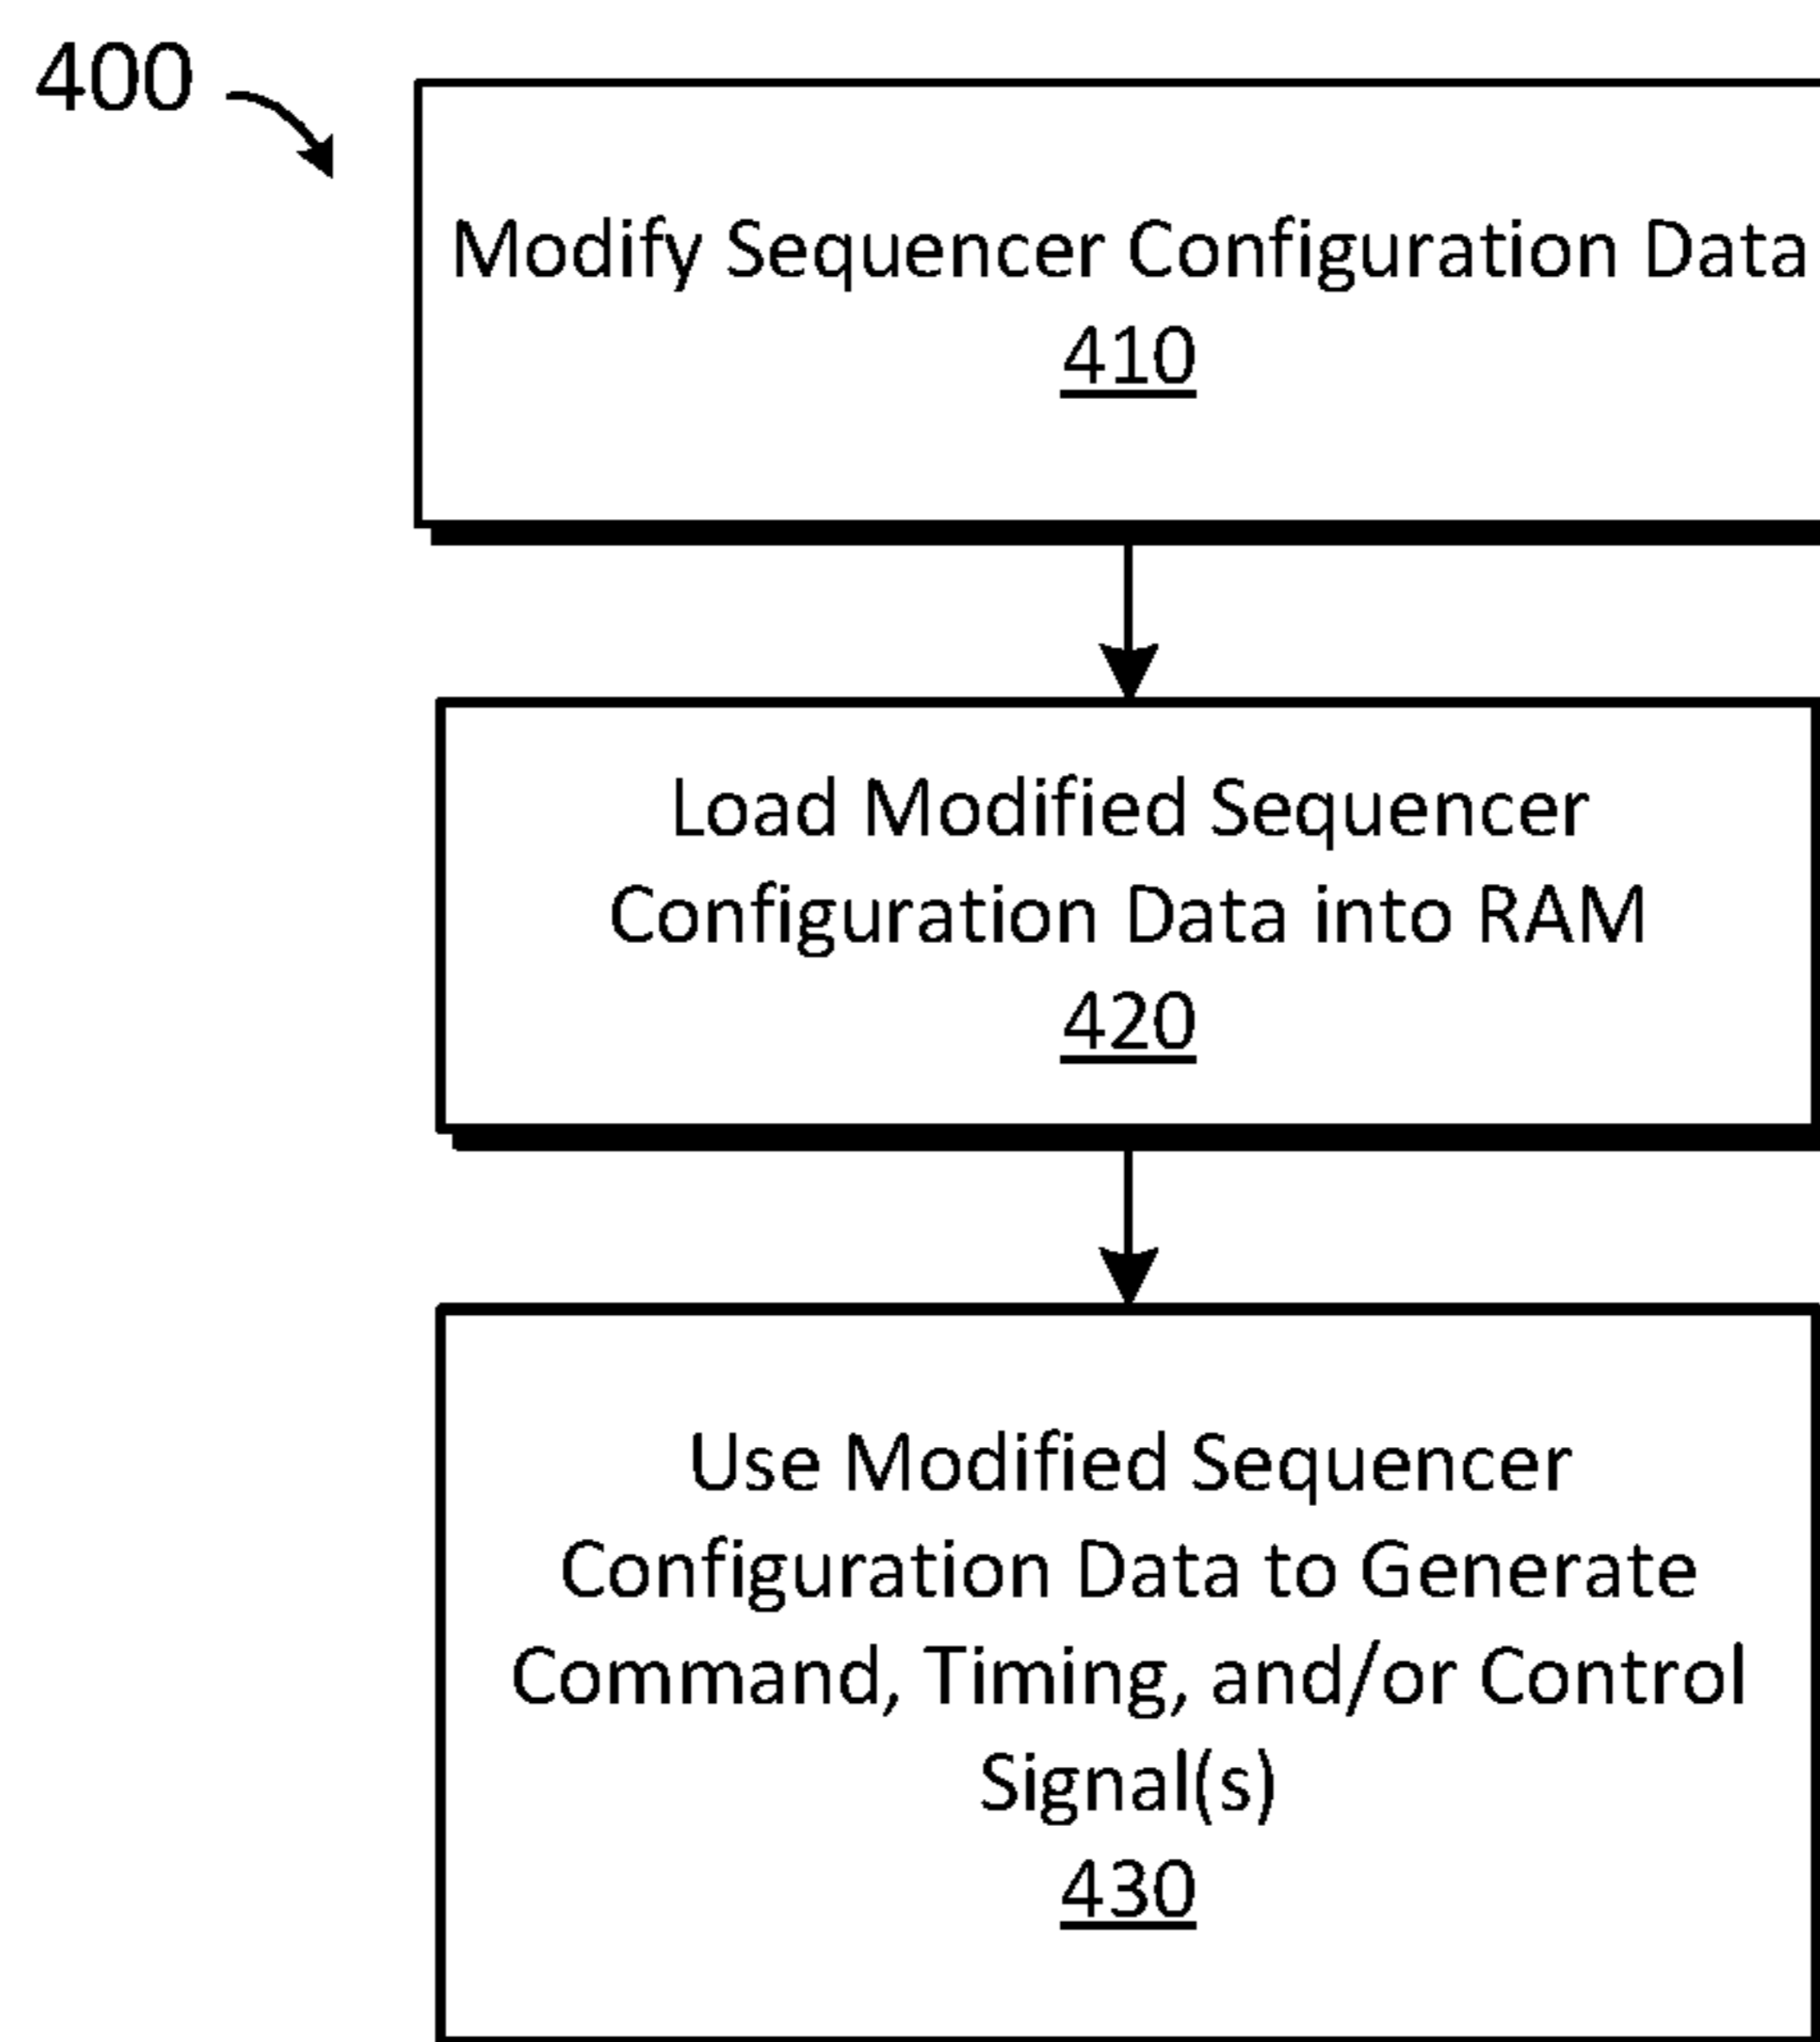 400
Modify Sequencer Configuration Data
410
Load Modified Sequencer
Configuration Data into RAM
420
Use Modified Sequencer
Configuration Data to Generate
Command, Timing, and/or Control
Signal(s)
430